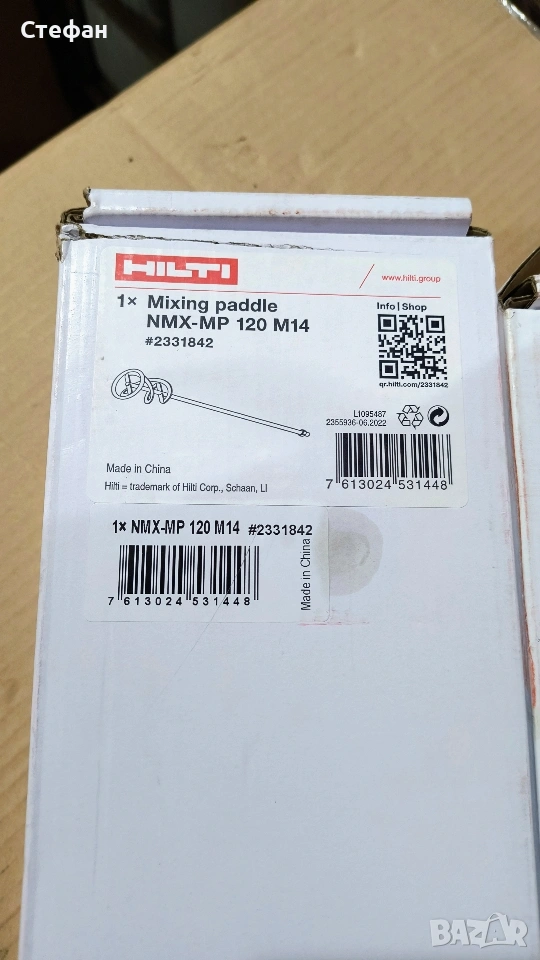 Стефан
HILTI
www.hilti.group
1× Mixing paddle
NMX-MP 120 M14
#2331842
Info | Shop
qr.hilti.com/2331842
L1095487
2355936-06.2022
Made in China
Hilti = trademark of Hilti Corp., Schaan, LI
7 613024 531448
1× NMX-MP 120 M14 #2331842
7 613024 531448
Made in China
BAZAR